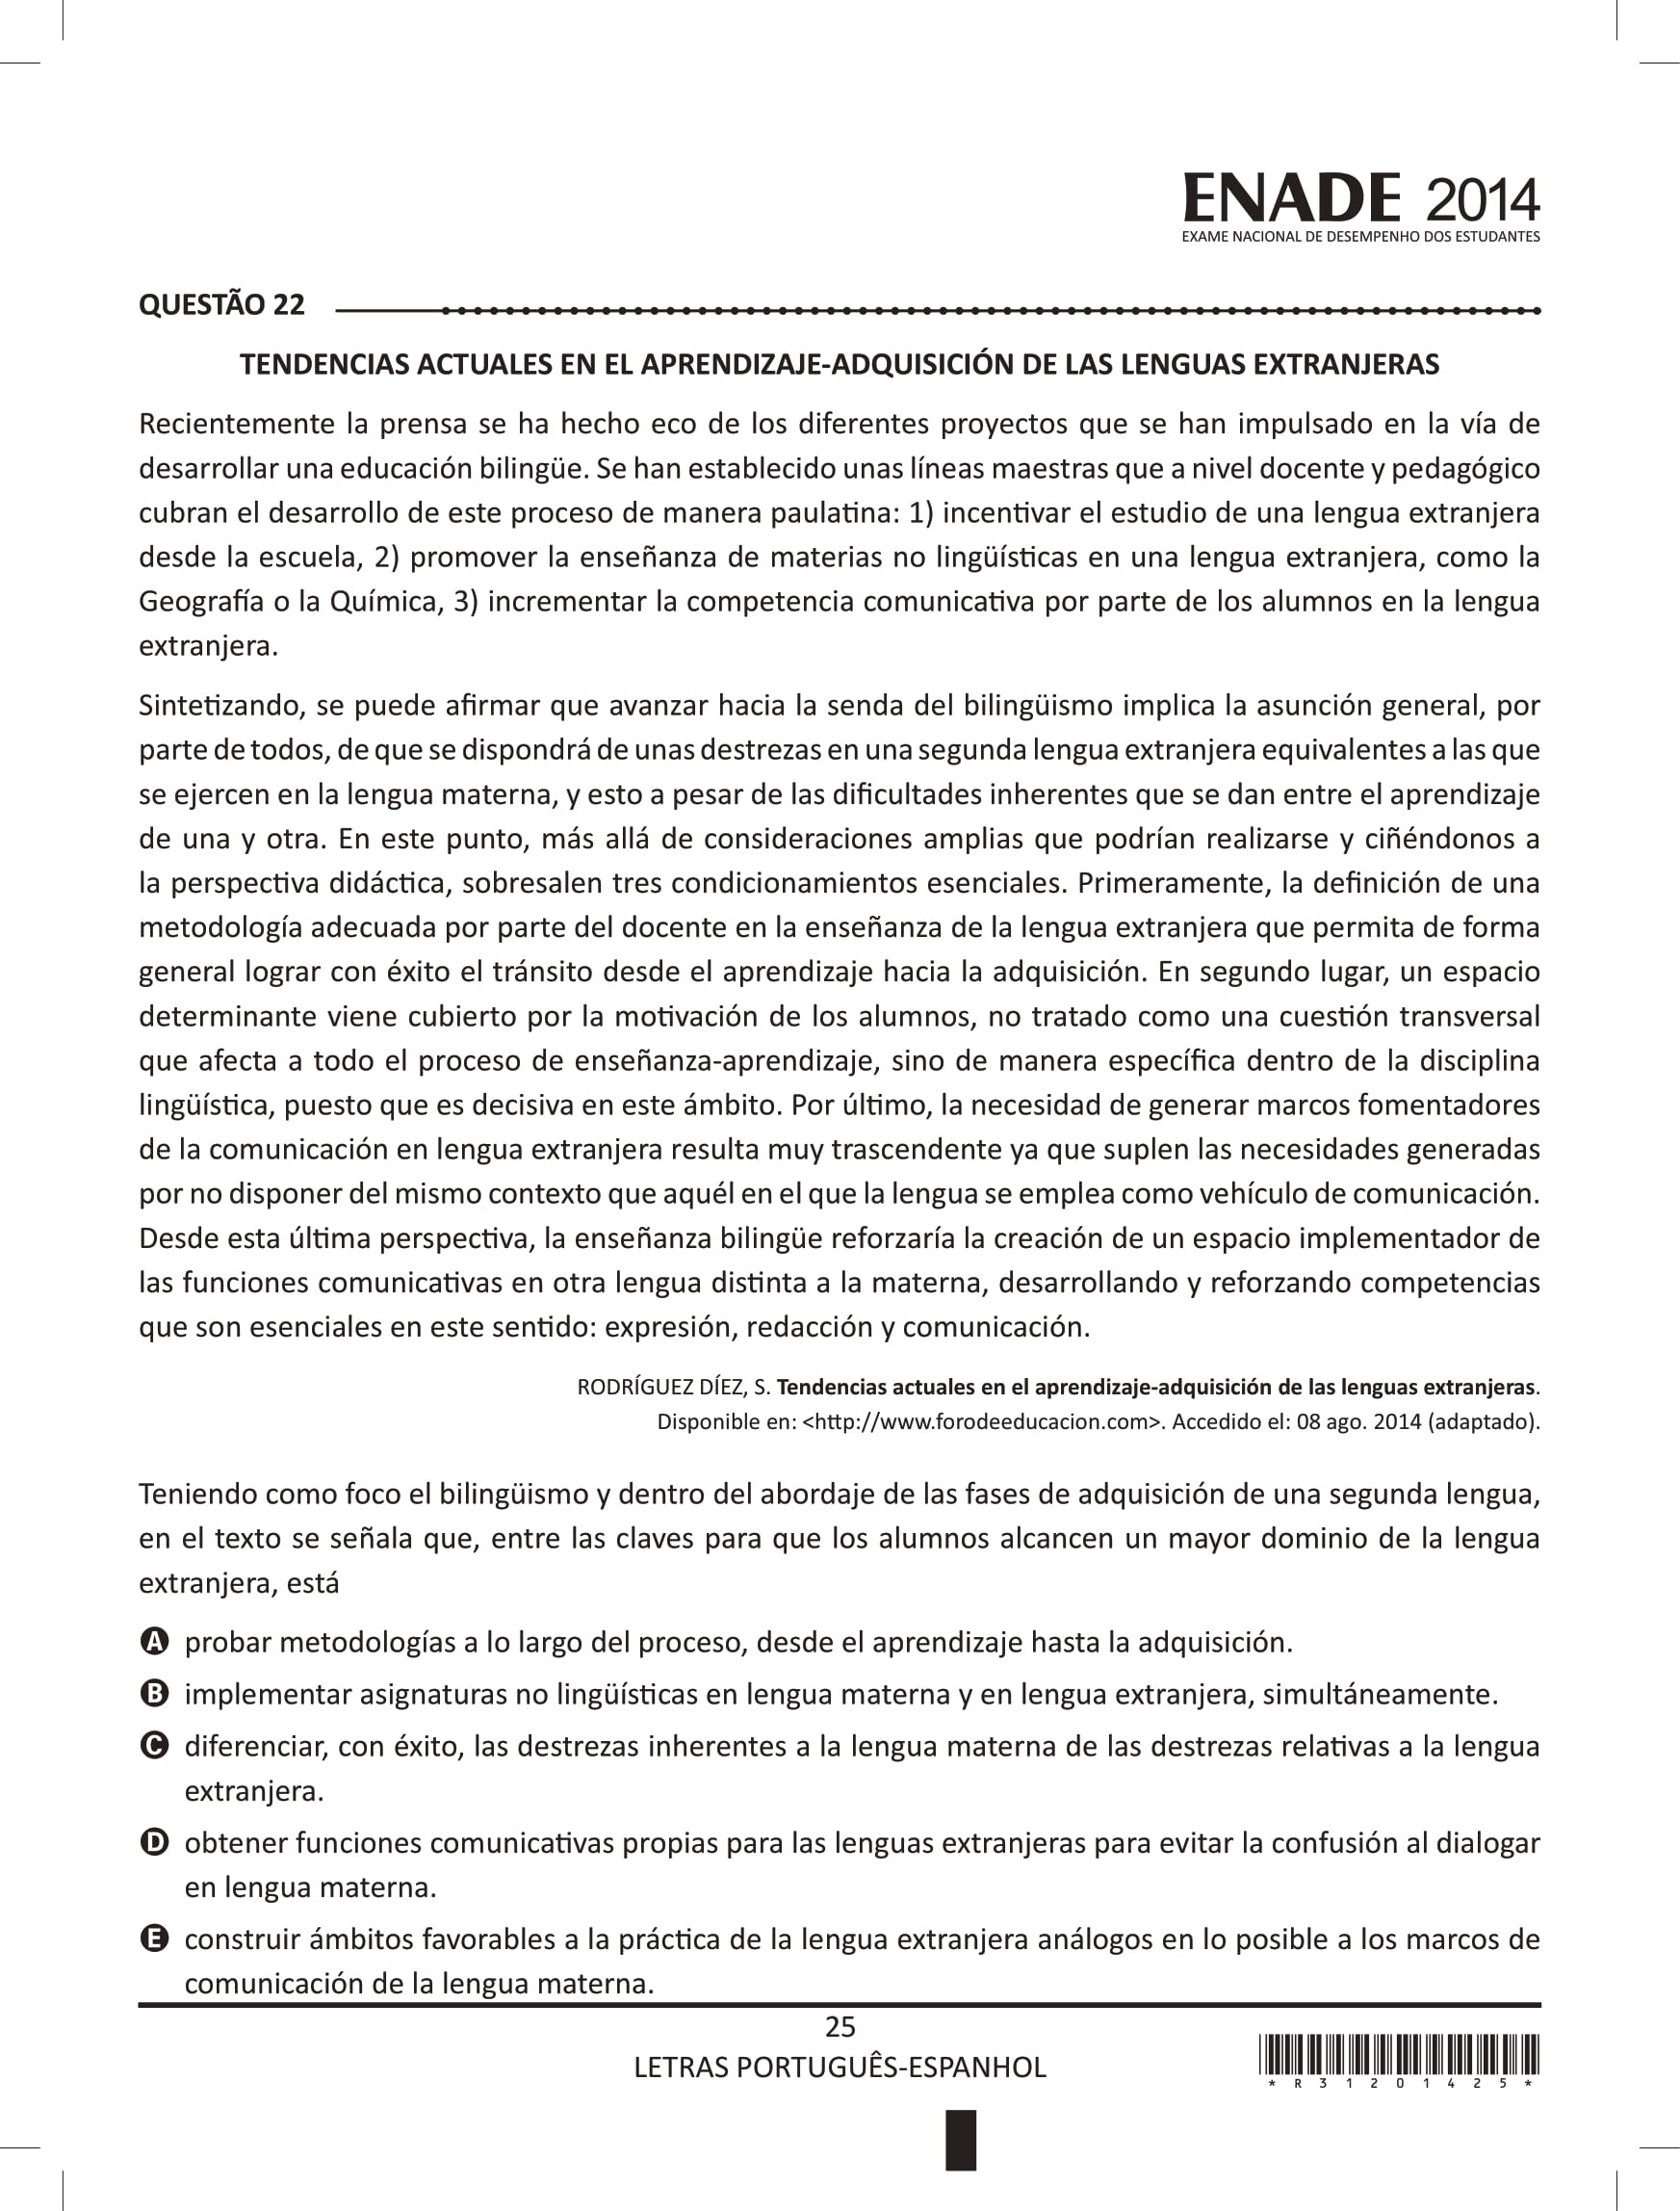 ENADE 2014
EXAME NACIONAL DE DESEMPENHO DOS ESTUDANTES
QUESTÃO 22
TENDENCIAS ACTUALES EN EL APRENDIZAJE-ADQUISICIÓN DE LAS LENGUAS EXTRANJERAS
Recientemente la prensa se ha hecho eco de los diferentes proyectos que se han impulsado en la vía de
desarrollar una educación bilingüe. Se han establecido unas líneas maestras que a nivel docente y pedagógico
cubran el desarrollo de este proceso de manera paulatina: 1) incentivar el estudio de una lengua extranjera
desde la escuela, 2) promover la enseñanza de materias no lingüísticas en una lengua extranjera, como la
Geografía o la Química, 3) incrementar la competencia comunicativa por parte de los alumnos en la lengua
extranjera.
Sintetizando, se puede afirmar que avanzar hacia la senda del bilingüismo implica la asunción general, por
parte de todos, de que se dispondrá de unas destrezas en una segunda lengua extranjera equivalentes a las que
se ejercen en la lengua materna, y esto a pesar de las dificultades inherentes que se dan entre el aprendizaje
de una y otra. En este punto, más allá de consideraciones amplias que podrían realizarse y ciñéndonos a
la perspectiva didáctica, sobresalen tres condicionamientos esenciales. Primeramente, la definición de una
metodología adecuada por parte del docente en la enseñanza de la lengua extranjera que permita de forma
general lograr con éxito el tránsito desde el aprendizaje hacia la adquisición. En segundo lugar, un espacio
determinante viene cubierto por la motivación de los alumnos, no tratado como una cuestión transversal
que afecta a todo el proceso de enseñanza-aprendizaje, sino de manera específica dentro de la disciplina
lingüística, puesto que es decisiva en este ámbito. Por último, la necesidad de generar marcos fomentadores
de la comunicación en lengua extranjera resulta muy trascendente ya que suplen las necesidades generadas
por no disponer del mismo contexto que aquél en el que la lengua se emplea como vehículo de comunicación.
Desde esta última perspectiva, la enseñanza bilingüe reforzaría la creación de un espacio implementador de
las funciones comunicativas en otra lengua distinta a la materna, desarrollando y reforzando competencias
que son esenciales en este sentido: expresión, redacción y comunicación.
RODRÍGUEZ DÍEZ, S. Tendencias actuales en el aprendizaje-adquisición de las lenguas extranjeras.
Disponible en: <http://www.forodeeducacion.com>. Accedido el: 08 ago. 2014 (adaptado).
Teniendo como foco el bilingüismo y dentro del abordaje de las fases de adquisición de una segunda lengua,
en el texto se señala que, entre las claves para que los alumnos alcancen un mayor dominio de la lengua
extranjera, está
A probar metodologías a lo largo del proceso, desde el aprendizaje hasta la adquisición.
B implementar asignaturas no lingüísticas en lengua materna y en lengua extranjera, simultáneamente.
C diferenciar, con éxito, las destrezas inherentes a la lengua materna de las destrezas relativas a la lengua
extranjera.
D obtener funciones comunicativas propias para las lenguas extranjeras para evitar la confusión al dialogar
en lengua materna.
E construir ámbitos favorables a la práctica de la lengua extranjera análogos en lo posible a los marcos de
comunicación de la lengua materna.
25
LETRAS PORTUGUÊS-ESPANHOL
* R 3 1 2 0 1 4 2 5 *